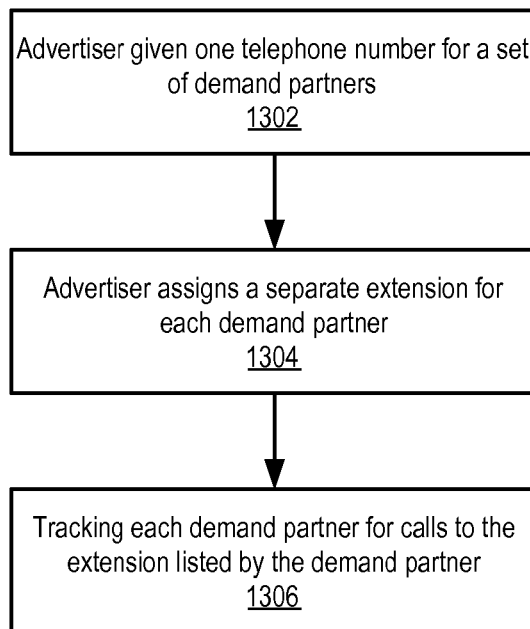 Advertiser given one telephone number for a set
of demand partners
1302
Advertiser assigns a separate extension for
each demand partner
1304
Tracking each demand partner for calls to the
extension listed by the demand partner
1306